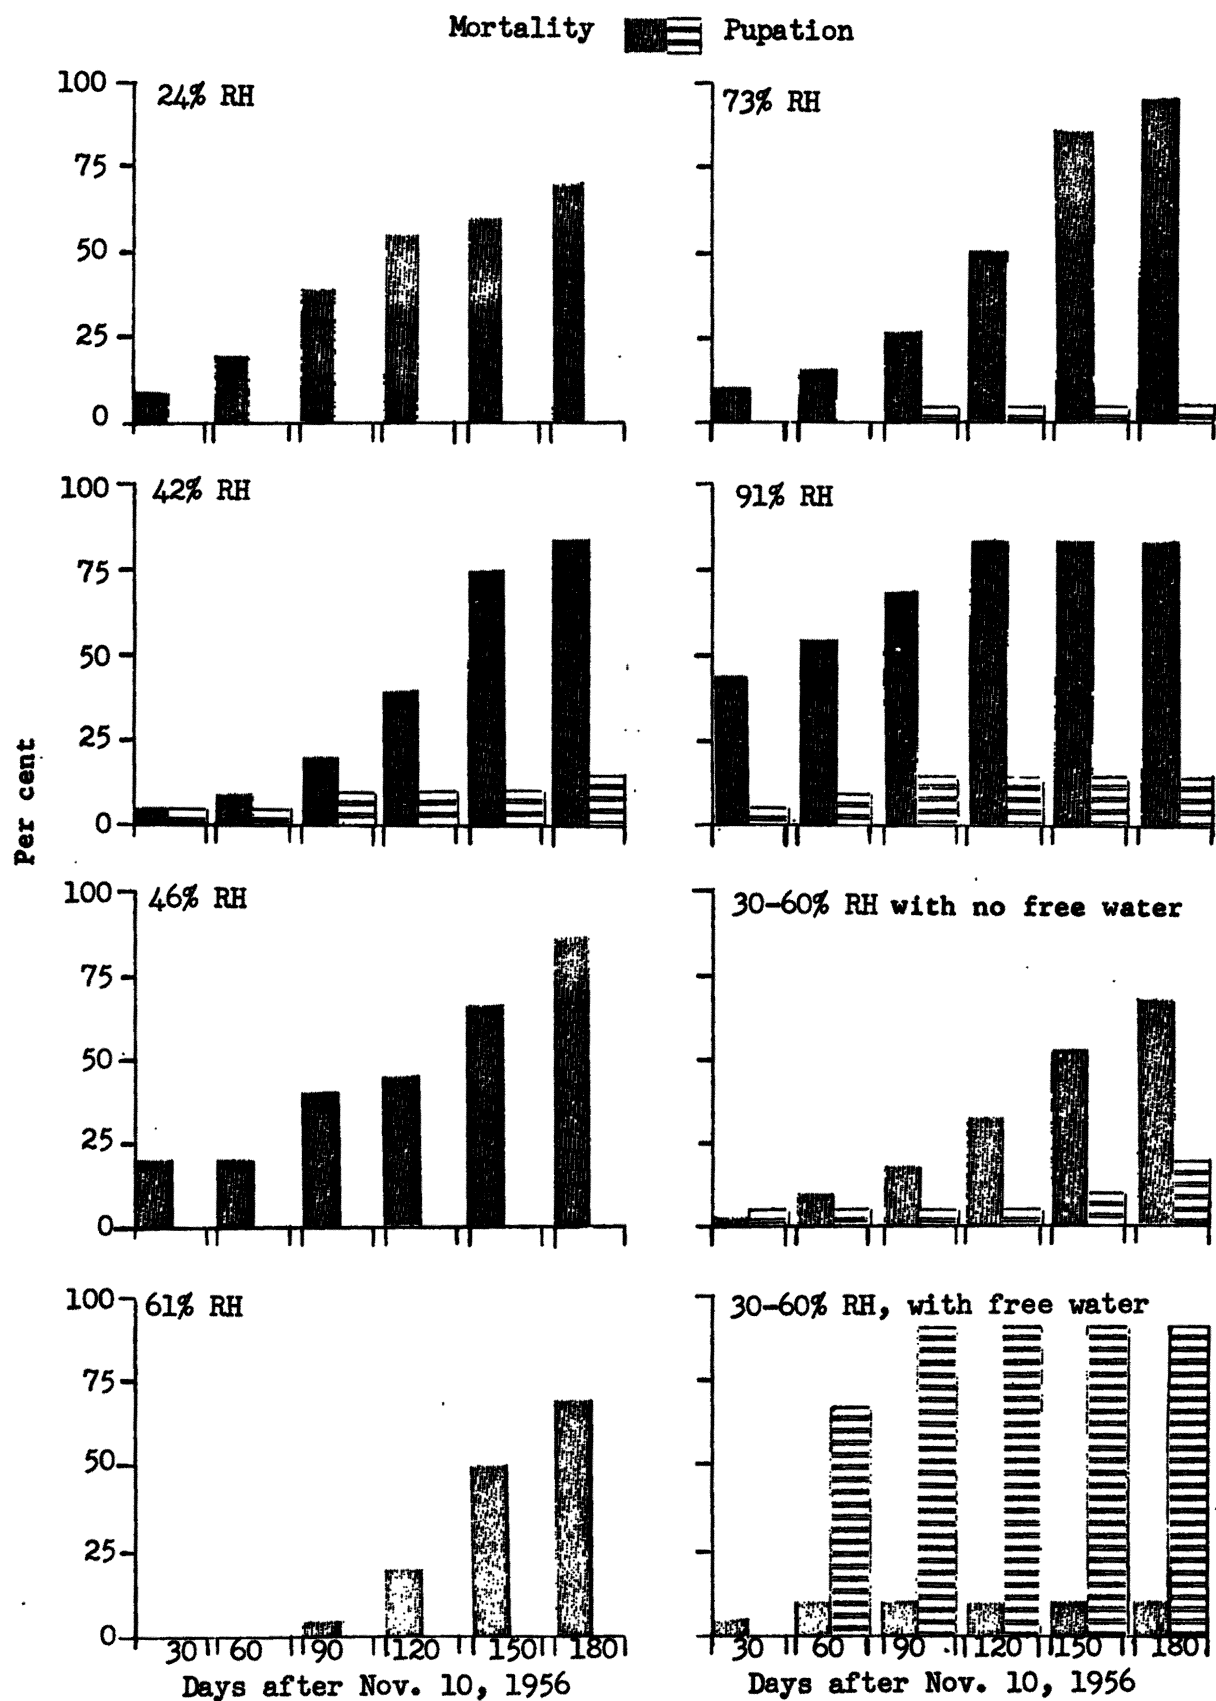 Mortality Pupation
24% RH
100
75
50
25
0
73% RH
42% RH
100
75
50
25
0
91% RH
Per cent
46% RH
100
75
50
25
0
30-60% RH with no free water
61% RH
100
75
50
25
0
30 60 90 120 150 180
Days after Nov. 10, 1956
30-60% RH, with free water
30 60 90 120 150 180
Days after Nov. 10, 1956